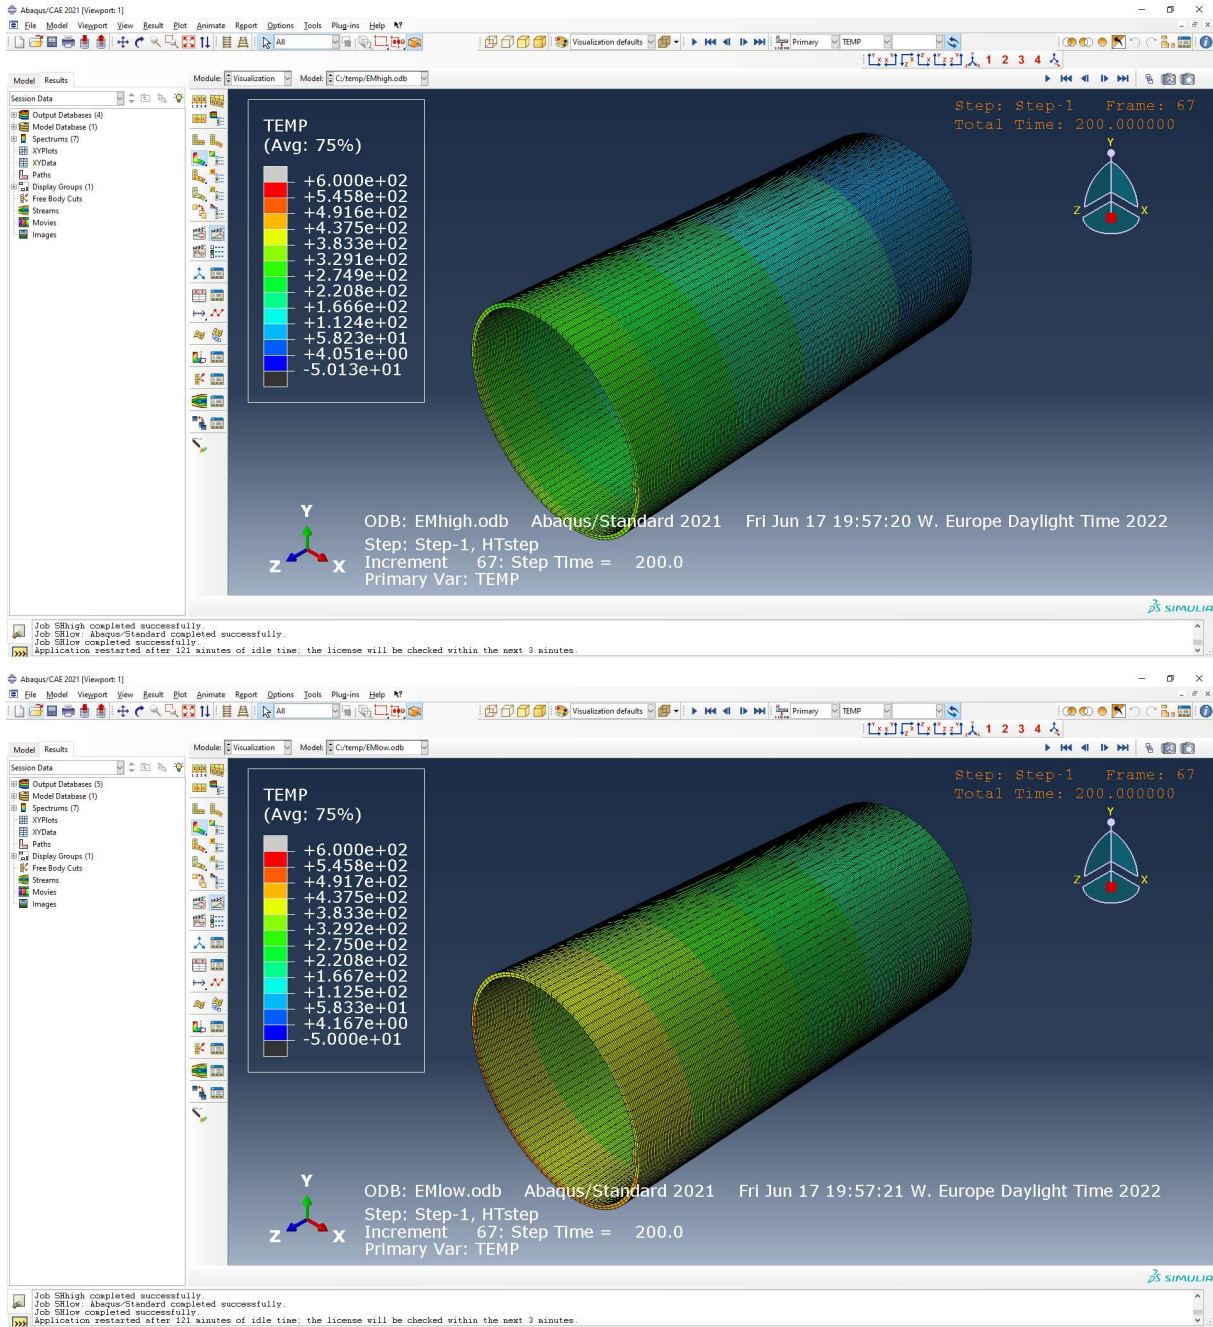 Abaqus/CAE 2021 [Viewport: 1]
File Model Viewport View Result Plot Animate Report Options Tools Plug-ins Help
All Visualization defaults Primary TEMP
1 2 3 4
Model Results Module: Visualization Model: C:/temp/EMhigh.odb
Session Data
Output Databases (4)
Model Database (1)
Spectrums (7)
XYPlots
XYData
Paths
Display Groups (1)
Free Body Cuts
Streams
Movies
Images
Step: Step-1 Frame: 67
Total Time: 200.000000
TEMP
(Avg: 75%)
+6.000e+02
+5.458e+02
+4.916e+02
+4.375e+02
+3.833e+02
+3.291e+02
+2.749e+02
+2.208e+02
+1.666e+02
+1.124e+02
+5.823e+01
+4.051e+00
-5.013e+01
Y
Z X
Y
Z X
ODB: EMhigh.odb Abaqus/Standard 2021 Fri Jun 17 19:57:20 W. Europe Daylight Time 2022
Step: Step-1, HTstep
Increment 67: Step Time = 200.0
Primary Var: TEMP
SIMULIA
Job SHhigh completed successfully.
Job SHlow: Abaqus/Standard completed successfully.
Job SHlow completed successfully.
Application restarted after 121 minutes of idle time; the license will be checked within the next 3 minutes.
Abaqus/CAE 2021 [Viewport: 1]
File Model Viewport View Result Plot Animate Report Options Tools Plug-ins Help
All Visualization defaults Primary TEMP
1 2 3 4
Model Results Module: Visualization Model: C:/temp/EMlow.odb
Session Data
Output Databases (5)
Model Database (1)
Spectrums (7)
XYPlots
XYData
Paths
Display Groups (1)
Free Body Cuts
Streams
Movies
Images
Step: Step-1 Frame: 67
Total Time: 200.000000
TEMP
(Avg: 75%)
+6.000e+02
+5.458e+02
+4.917e+02
+4.375e+02
+3.833e+02
+3.292e+02
+2.750e+02
+2.208e+02
+1.667e+02
+1.125e+02
+5.833e+01
+4.167e+00
-5.000e+01
Y
Z X
Y
Z X
ODB: EMlow.odb Abaqus/Standard 2021 Fri Jun 17 19:57:21 W. Europe Daylight Time 2022
Step: Step-1, HTstep
Increment 67: Step Time = 200.0
Primary Var: TEMP
SIMULIA
Job SHhigh completed successfully.
Job SHlow: Abaqus/Standard completed successfully.
Job SHlow completed successfully.
Application restarted after 121 minutes of idle time; the license will be checked within the next 3 minutes.